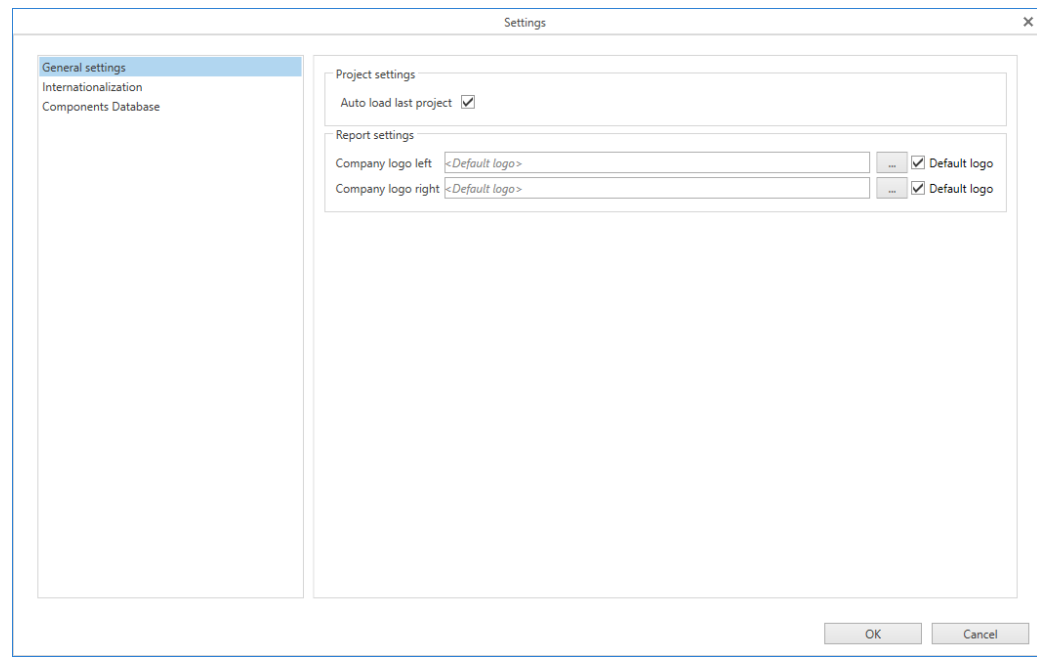 Settings
General settings
Internationalization
Components Database
Project settings
Auto load last project
Report settings
Company logo left <Default logo> ... Default logo
Company logo right <Default logo> ... Default logo
OK Cancel